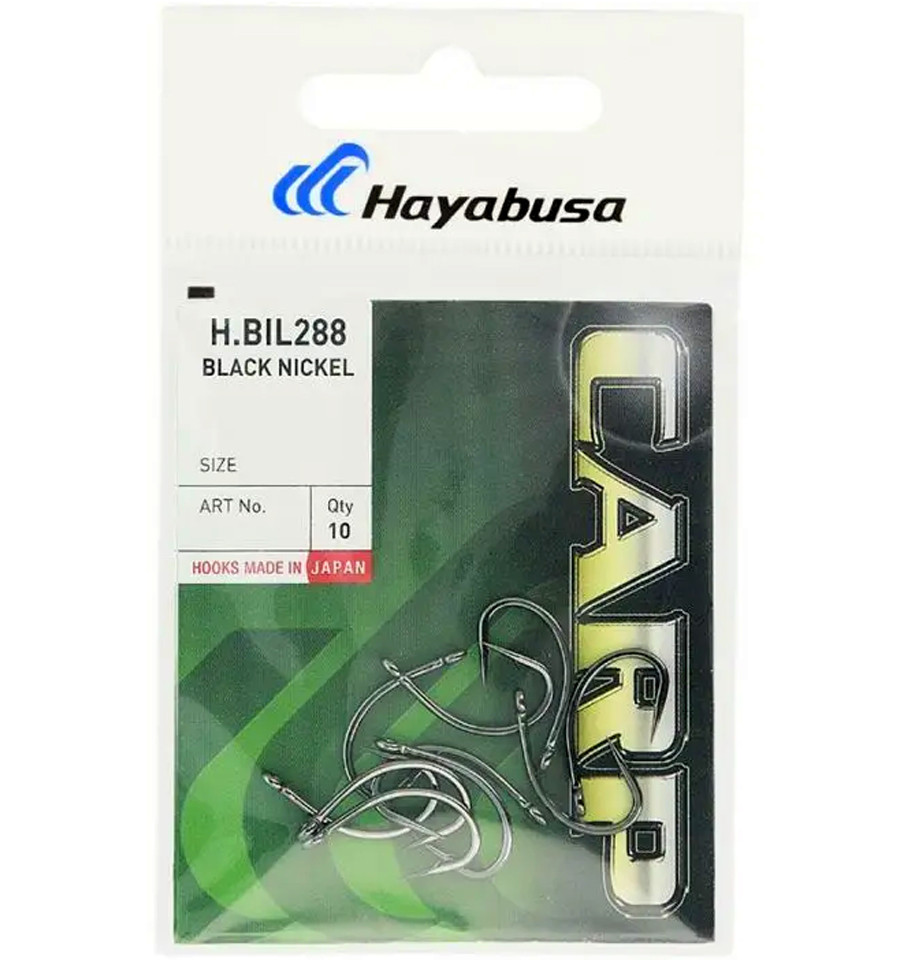 Hayabusa
H.BIL288
BLACK NICKEL
SIZE
ART No.
Qty
10
HOOKS MADE IN JAPAN
CARP